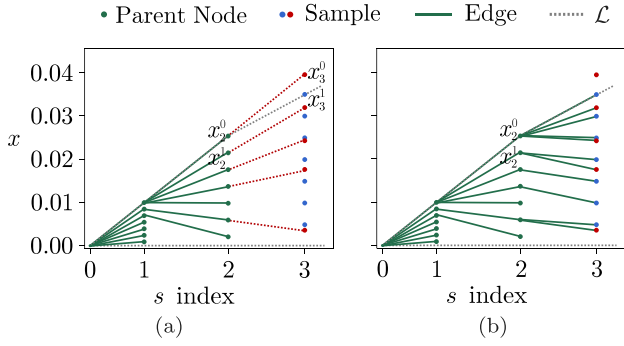 Parent Node Sample Edge ℒ
0.04
0.03
0.02
0.01
0.00
x
x_3^0
x_3^1
x_2^0
x_2^1
0 1 2 3
s index
(a)
x_2^0
x_2^1
0 1 2 3
s index
(b)